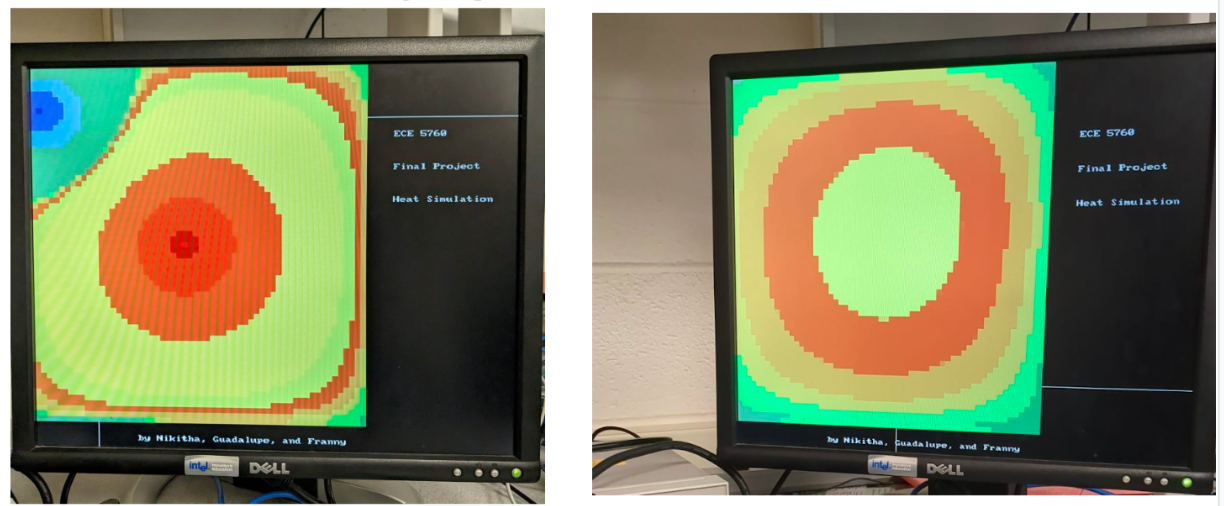 ECE 5760
Final Project
Heat Simulation
by Nikitha, Guadalupe, and Franny
intel
DELL
ECE 5760
Final Project
Heat Simulation
by Nikitha, Guadalupe, and Franny
intel
DELL